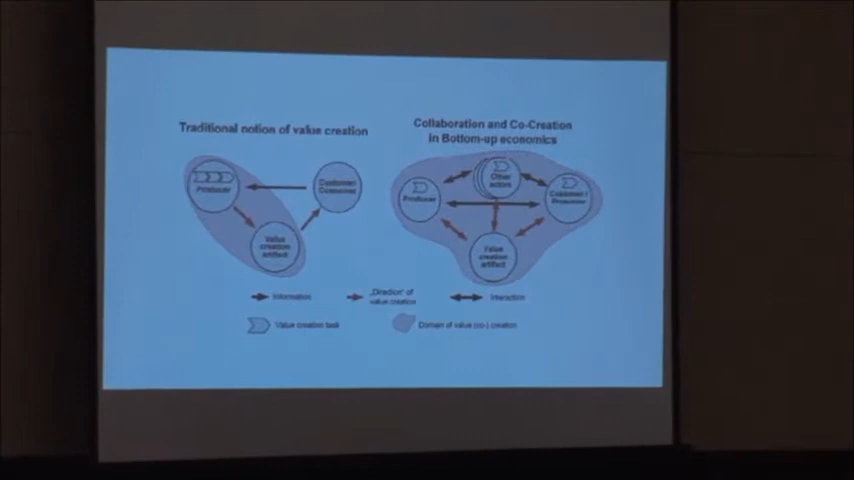 Traditional notion of value creation
Producer
Customer/
Consumer
Value
creation
artifact
Collaboration and Co-Creation
in Bottom-up economics
Other
actors
Producer
Customer /
Prosumer
Value
creation
artifact
Information
„Direction“ of
value creation
Interaction
Value creation task
Domain of value (co-) creation